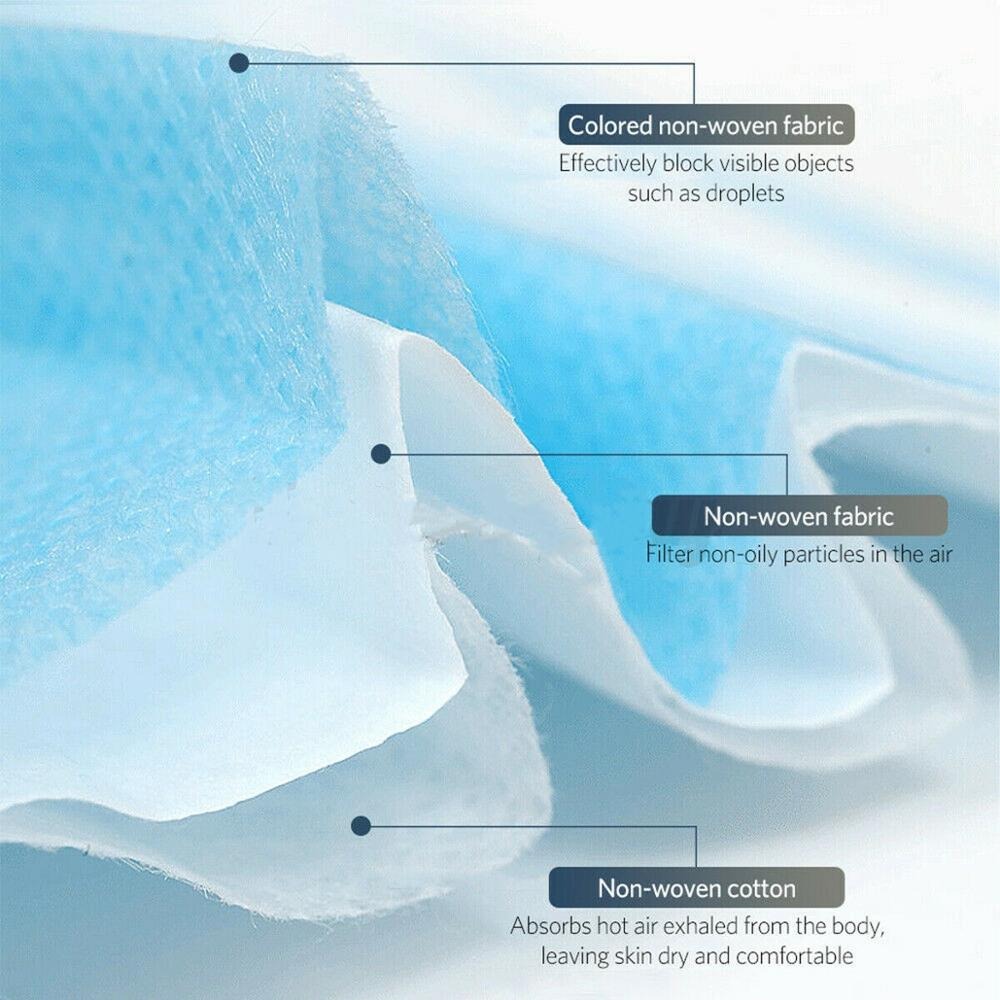 Colored non-woven fabric
Effectively block visible objects
such as droplets
Non-woven fabric
Filter non-oily particles in the air
Non-woven cotton
Absorbs hot air exhaled from the body,
leaving skin dry and comfortable